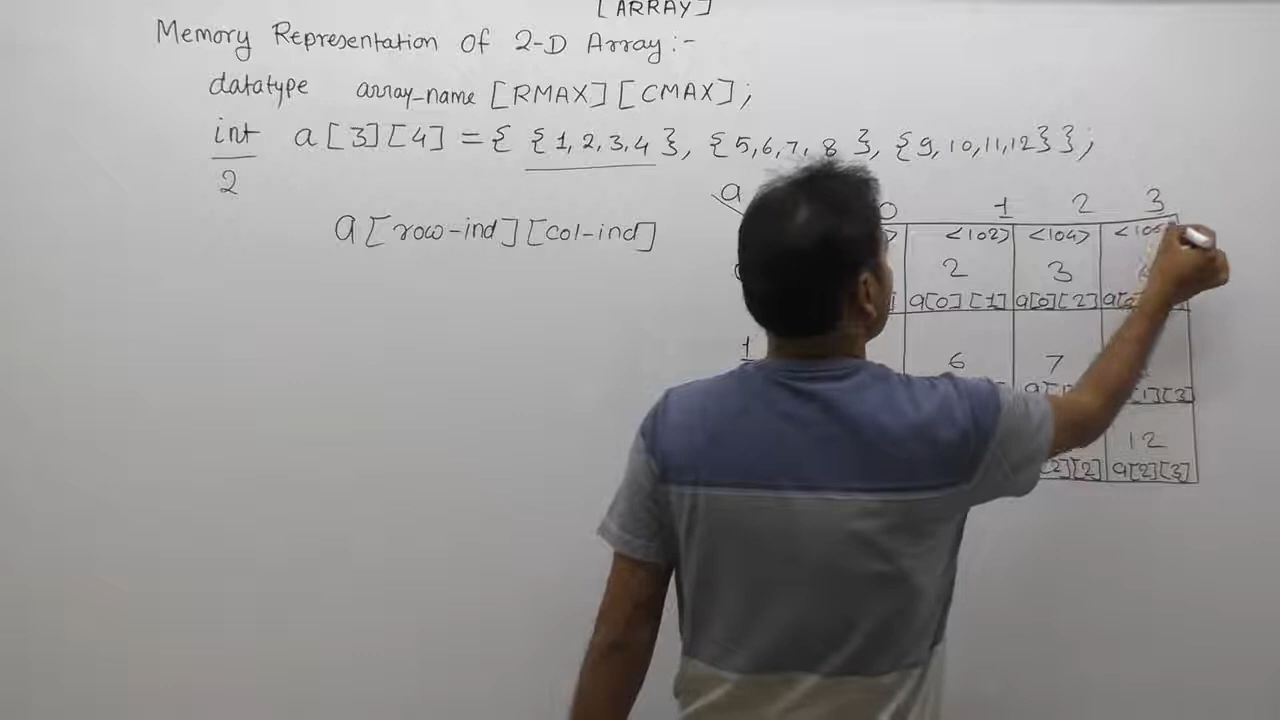 [ARRAY]
Memory Representation Of 2-D Array:-
datatype array-name [RMAX][CMAX];
int a[3][4] = { {1,2,3,4}, {5,6,7,8}, {9,10,11,12} };
2
a[row-ind][col-ind]
a 0 1 2 3
<102> <104>
2 3
a[0][1] a[0][2]
1 6 7
[1][3]
12
[2][2] a[2][3]